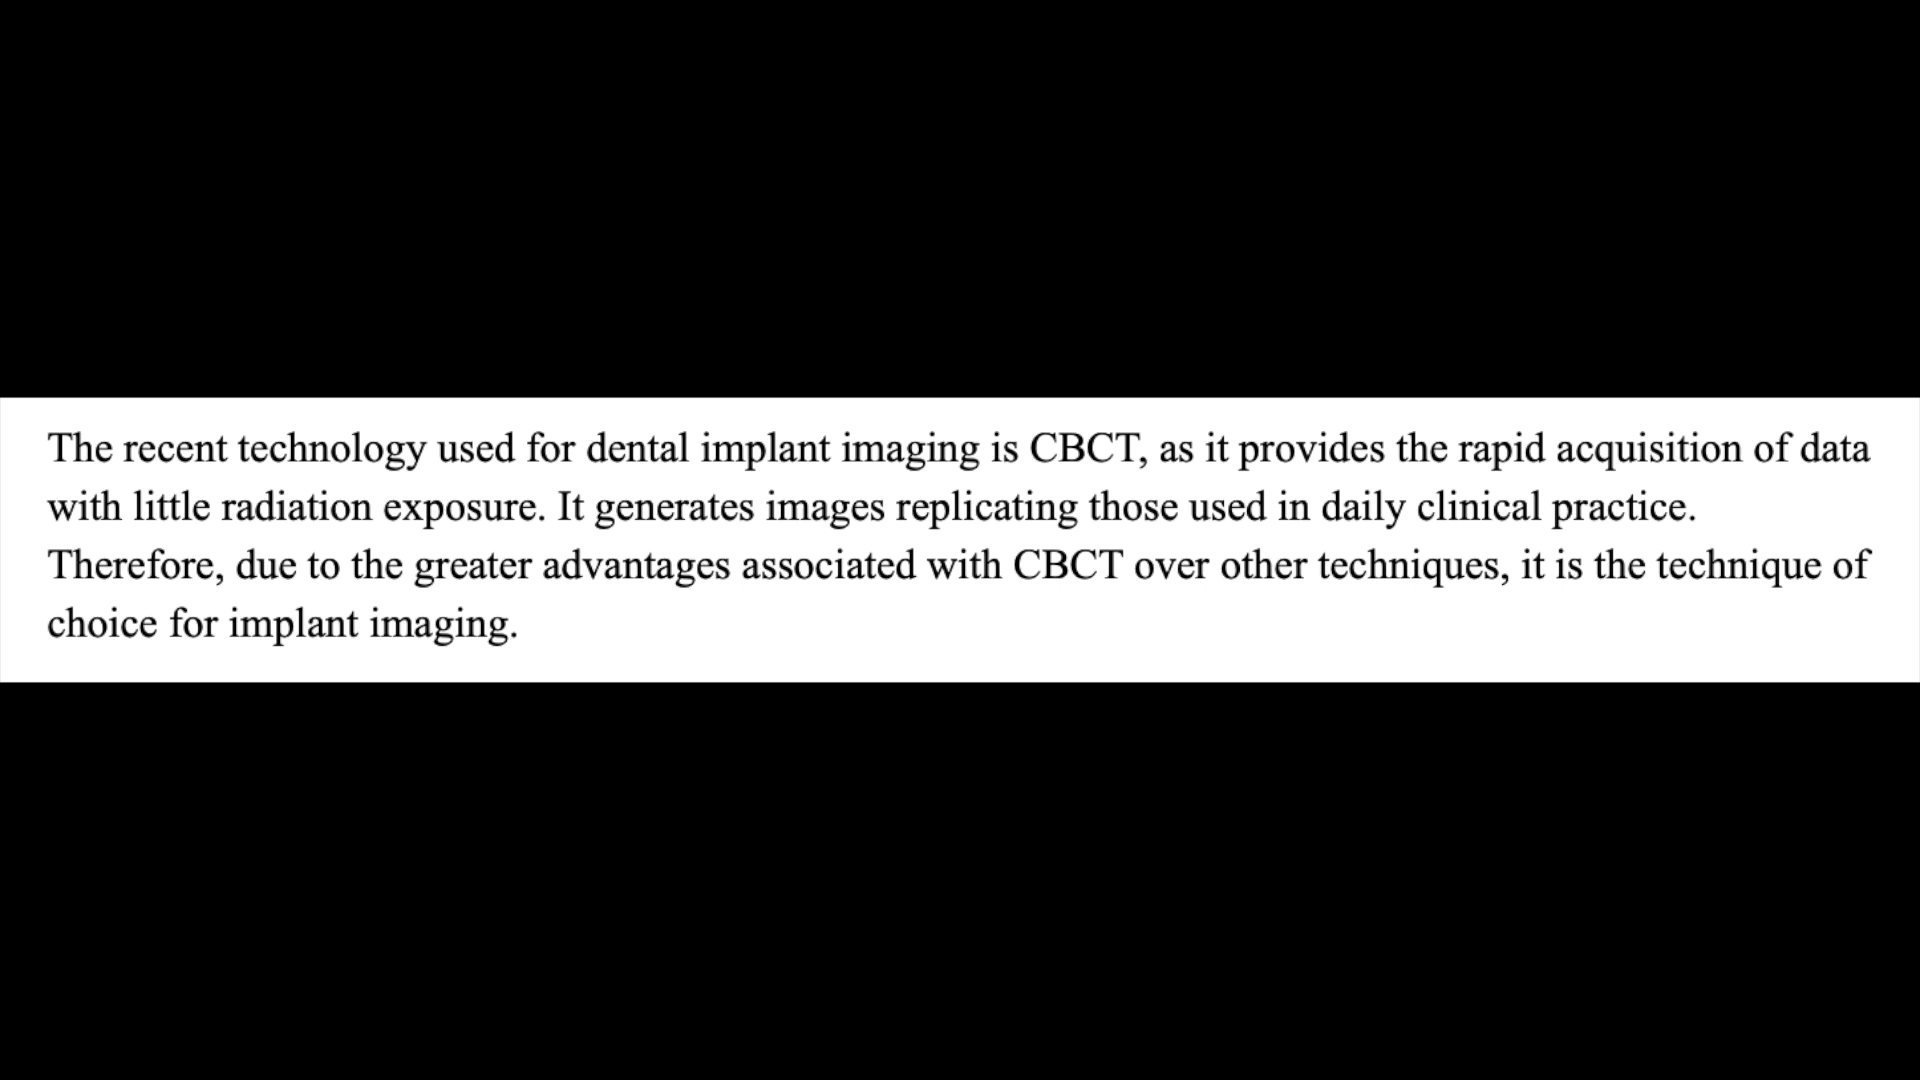 The recent technology used for dental implant imaging is CBCT, as it provides the rapid acquisition of data
with little radiation exposure. It generates images replicating those used in daily clinical practice.
Therefore, due to the greater advantages associated with CBCT over other techniques, it is the technique of
choice for implant imaging.